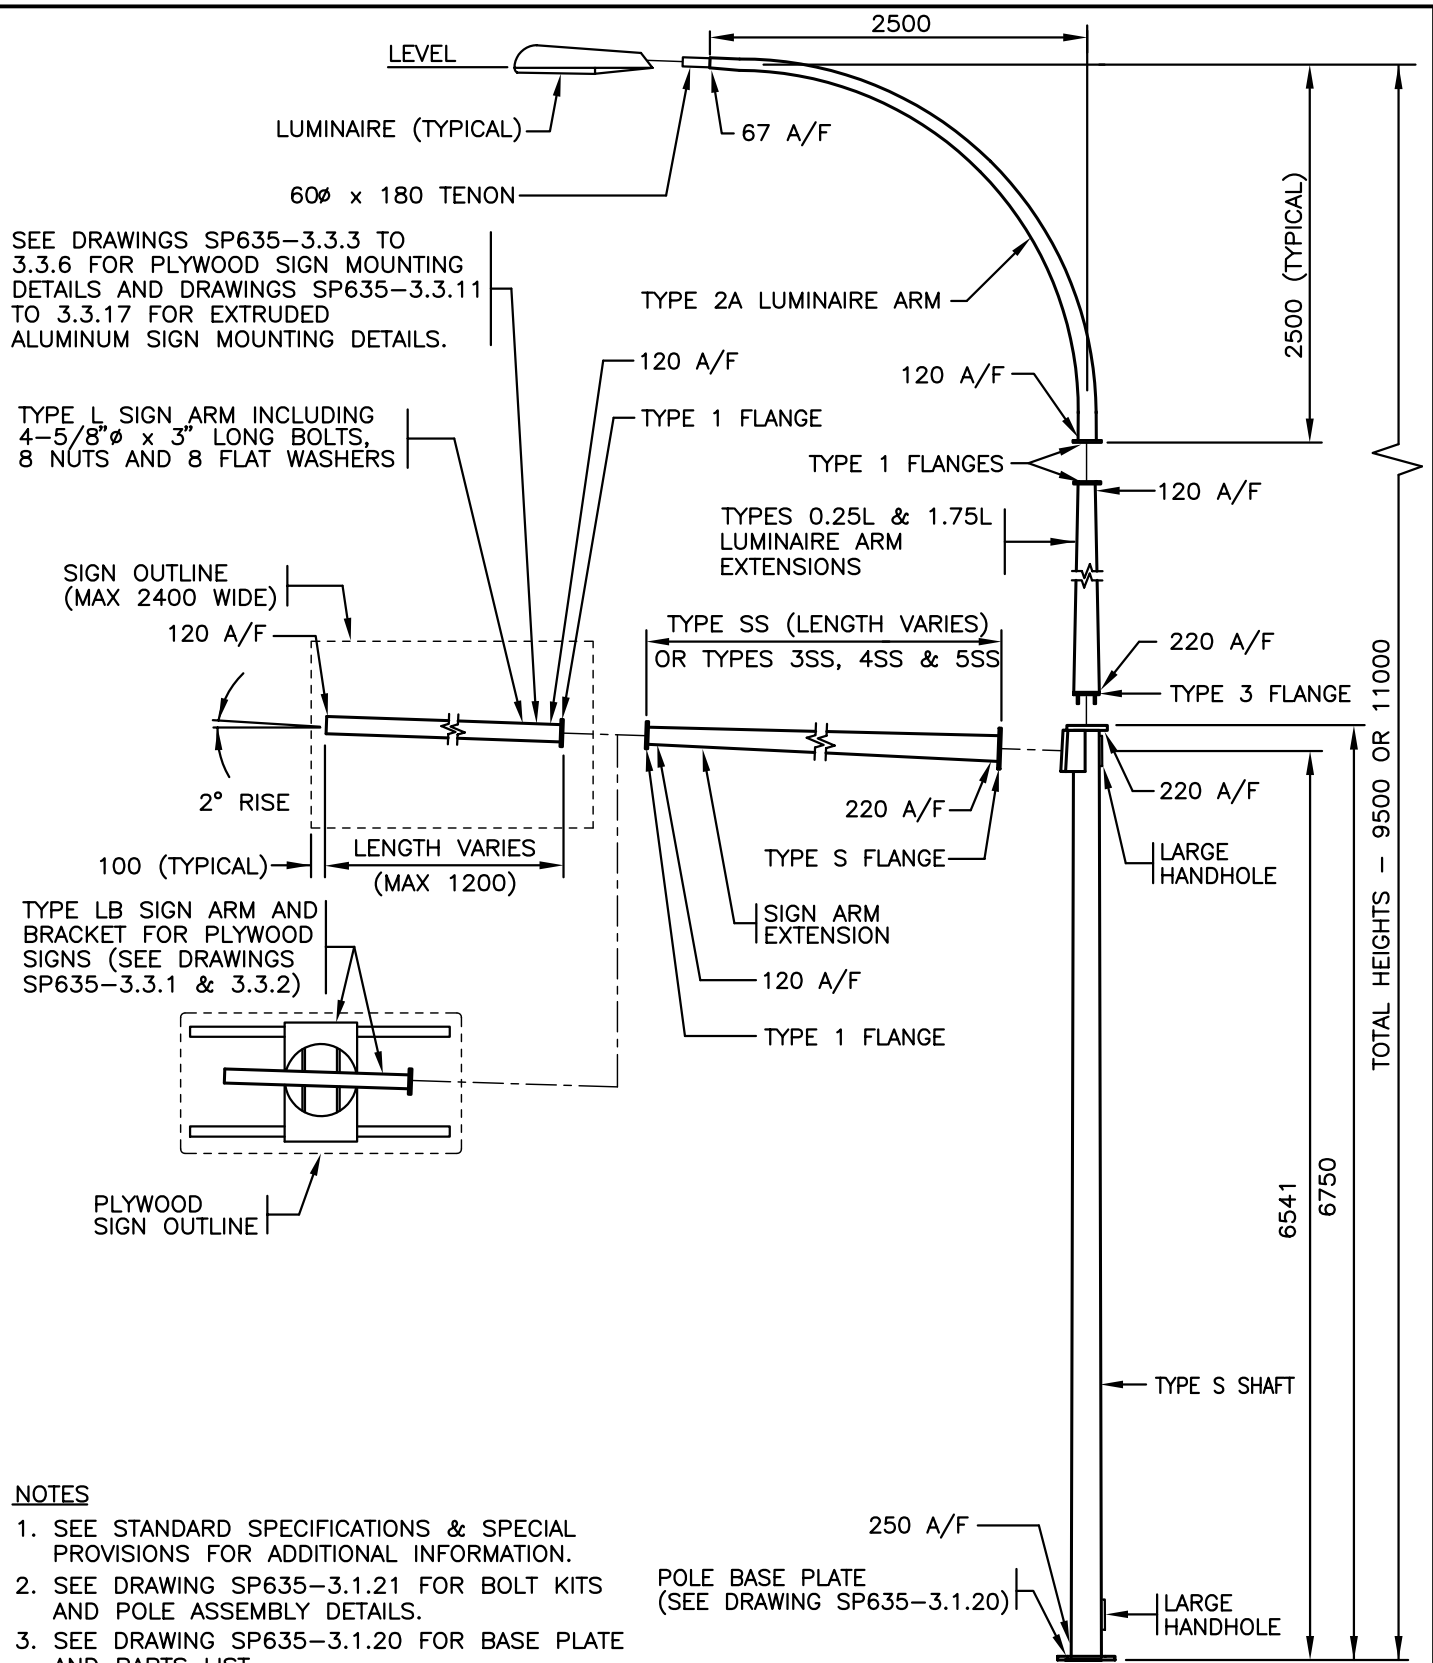 2500
LEVEL
LUMINAIRE (TYPICAL)
67 A/F
60ø x 180 TENON
2500 (TYPICAL)
SEE DRAWINGS SP635-3.3.3 TO
3.3.6 FOR PLYWOOD SIGN MOUNTING
DETAILS AND DRAWINGS SP635-3.3.11
TO 3.3.17 FOR EXTRUDED
ALUMINUM SIGN MOUNTING DETAILS.
TYPE 2A LUMINAIRE ARM
120 A/F
120 A/F
TYPE L SIGN ARM INCLUDING
4-5/8"ø x 3" LONG BOLTS,
8 NUTS AND 8 FLAT WASHERS
TYPE 1 FLANGE
TYPE 1 FLANGES
120 A/F
TYPES 0.25L & 1.75L
LUMINAIRE ARM
EXTENSIONS
SIGN OUTLINE
(MAX 2400 WIDE)
120 A/F
TYPE SS (LENGTH VARIES)
OR TYPES 3SS, 4SS & 5SS
220 A/F
TYPE 3 FLANGE
2° RISE
220 A/F
220 A/F
TOTAL HEIGHTS - 9500 OR 11000
100 (TYPICAL)
LENGTH VARIES
(MAX 1200)
TYPE S FLANGE
LARGE
HANDHOLE
TYPE LB SIGN ARM AND
BRACKET FOR PLYWOOD
SIGNS (SEE DRAWINGS
SP635-3.3.1 & 3.3.2)
SIGN ARM
EXTENSION
120 A/F
TYPE 1 FLANGE
PLYWOOD
SIGN OUTLINE
6541
6750
TYPE S SHAFT
NOTES
1. SEE STANDARD SPECIFICATIONS & SPECIAL
PROVISIONS FOR ADDITIONAL INFORMATION.
2. SEE DRAWING SP635-3.1.21 FOR BOLT KITS
AND POLE ASSEMBLY DETAILS.
3. SEE DRAWING SP635-3.1.20 FOR BASE PLATE
AND PARTS LIST
250 A/F
POLE BASE PLATE
(SEE DRAWING SP635-3.1.20)
LARGE
HANDHOLE